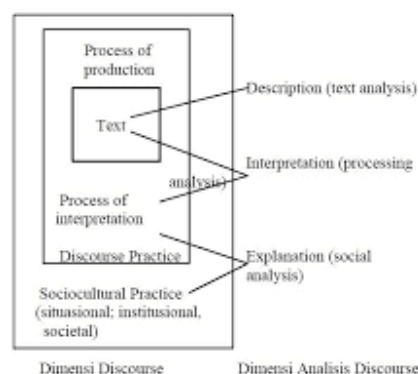 Process of
production
Description (text analysis)
Text
Interpretation (processing
analysis)
Process of
interpretation
Discourse Practice
Explanation (social
analysis)
Sociocultural Practice
(situasional; institusional,
societal)
Dimensi Discourse
Dimensi Analisis Discourse